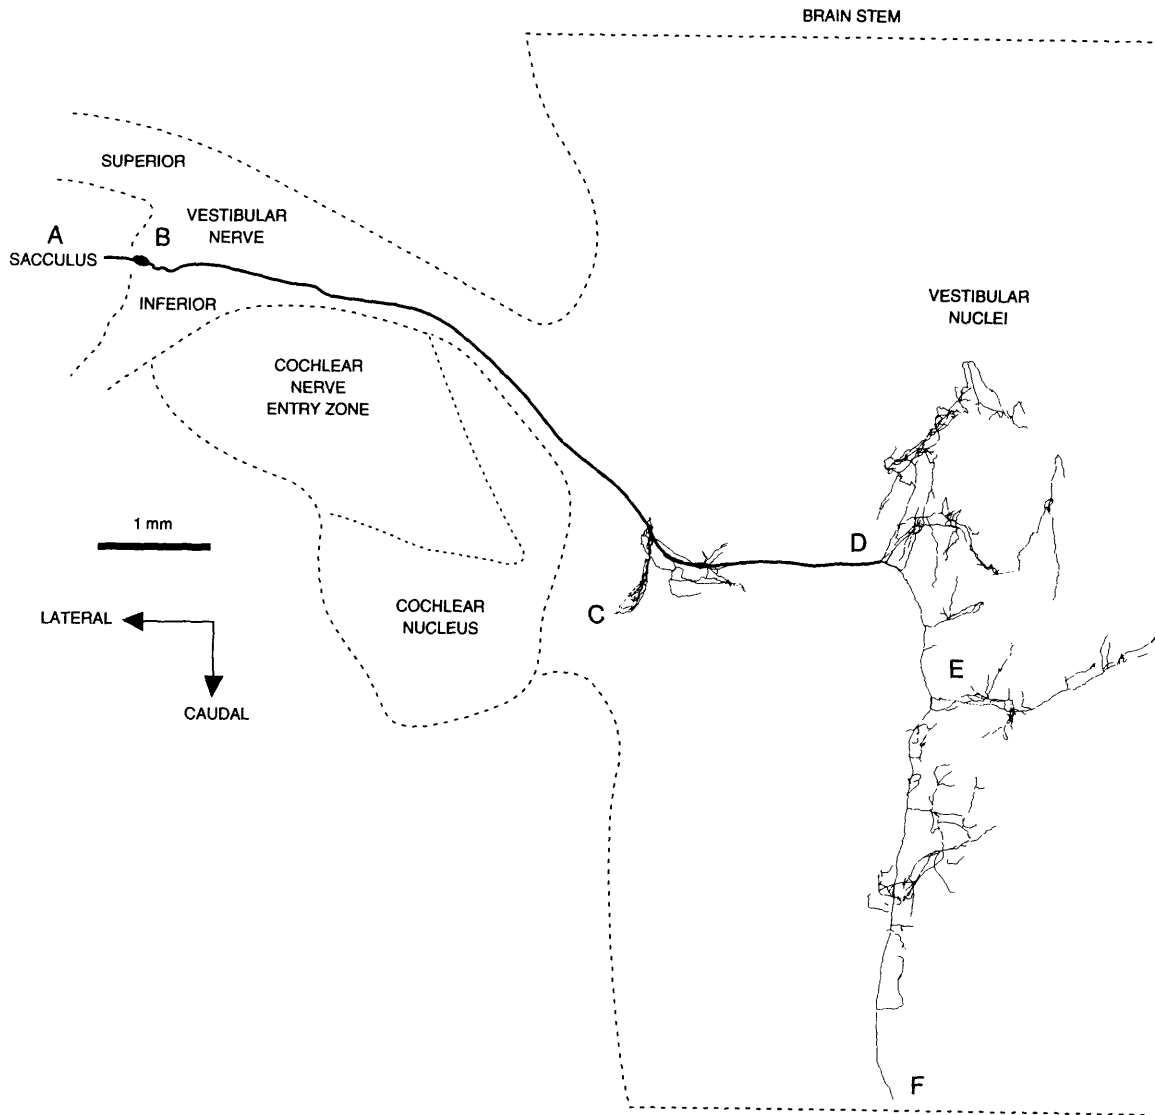 BRAIN STEM
SUPERIOR
VESTIBULAR
NERVE
A
SACCULUS
B
INFERIOR
VESTIBULAR
NUCLEI
COCHLEAR
NERVE
ENTRY ZONE
1 mm
D
C
COCHLEAR
NUCLEUS
LATERAL
CAUDAL
E
F